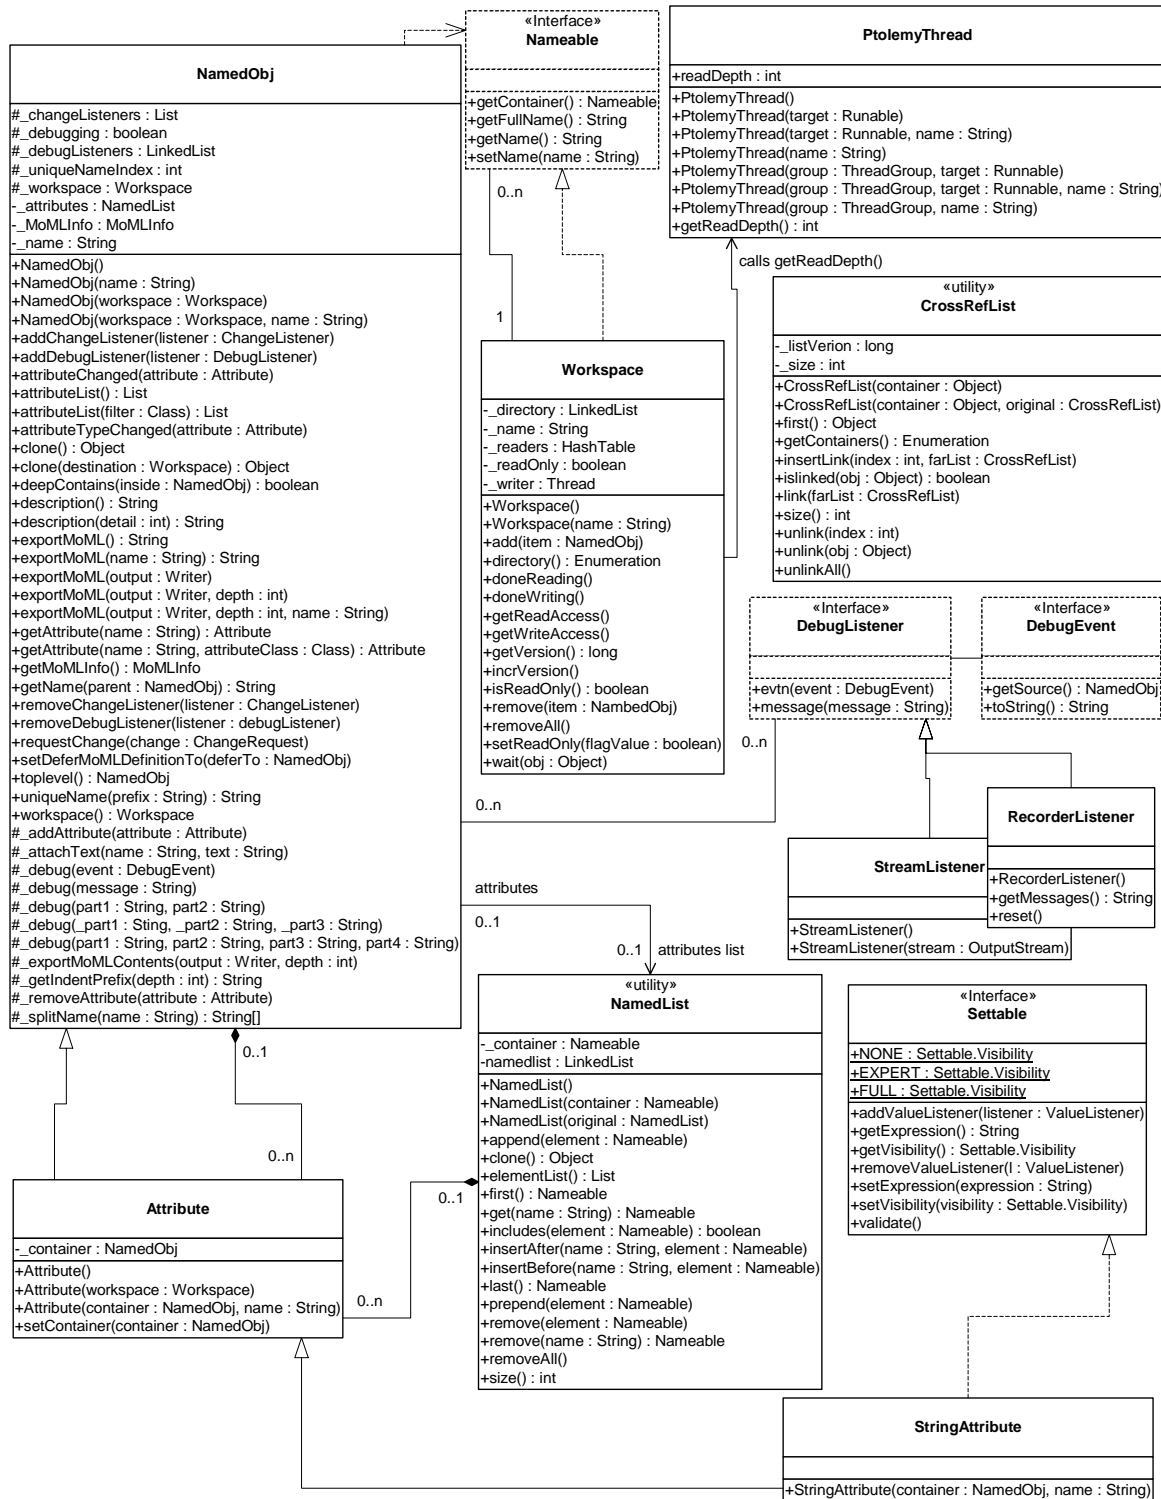 NamedObj
#_changeListeners : List
#_debugging : boolean
#_debugListeners : LinkedList
#_uniqueNameIndex : int
#_workspace : Workspace
-_attributes : NamedList
-_MoMLInfo : MoMLInfo
-_name : String
+NamedObj()
+NamedObj(name : String)
+NamedObj(workspace : Workspace)
+NamedObj(workspace : Workspace, name : String)
+addChangeListener(listener : ChangeListener)
+addDebugListener(listener : DebugListener)
+attributeChanged(attribute : Attribute)
+attributeList() : List
+attributeList(filter : Class) : List
+attributeTypeChanged(attribute : Attribute)
+clone() : Object
+clone(destination : Workspace) : Object
+deepContains(inside : NamedObj) : boolean
+description() : String
+description(detail : int) : String
+exportMoML() : String
+exportMoML(name : String) : String
+exportMoML(output : Writer)
+exportMoML(output : Writer, depth : int)
+exportMoML(output : Writer, depth : int, name : String)
+getAttribute(name : String) : Attribute
+getAttribute(name : String, attributeClass : Class) : Attribute
+getMoMLInfo() : MoMLInfo
+getName(parent : NamedObj) : String
+removeChangeListener(listener : ChangeListener)
+removeDebugListener(listener : debugListener)
+requestChange(change : ChangeRequest)
+setDeferMoMLDefinitionTo(deferTo : NamedObj)
+toplevel() : NamedObj
+uniqueName(prefix : String) : String
+workspace() : Workspace
#_addAttribute(attribute : Attribute)
#_attachText(name : String, text : String)
#_debug(event : DebugEvent)
#_debug(message : String)
#_debug(part1 : String, part2 : String)
#_debug(_part1 : Sting, _part2 : String, _part3 : String)
#_debug(part1 : String, part2 : String, part3 : String, part4 : String)
#_exportMoMLContents(output : Writer, depth : int)
#_getIndentPrefix(depth : int) : String
#_removeAttribute(attribute : Attribute)
#_splitName(name : String) : String[]
«Interface»
Nameable
+getContainer() : Nameable
+getFullName() : String
+getName() : String
+setName(name : String)
0..n
1
PtolemyThread
+readDepth : int
+PtolemyThread()
+PtolemyThread(target : Runable)
+PtolemyThread(target : Runnable, name : String)
+PtolemyThread(name : String)
+PtolemyThread(group : ThreadGroup, target : Runnable)
+PtolemyThread(group : ThreadGroup, target : Runnable, name : String)
+PtolemyThread(group : ThreadGroup, name : String)
+getReadDepth() : int
calls getReadDepth()
Workspace
-_directory : LinkedList
-_name : String
-_readers : HashTable
-_readOnly : boolean
-_writer : Thread
+Workspace()
+Workspace(name : String)
+add(item : NamedObj)
+directory() : Enumeration
+doneReading()
+doneWriting()
+getReadAccess()
+getWriteAccess()
+getVersion() : long
+incrVersion()
+isReadOnly() : boolean
+remove(item : NambedObj)
+removeAll()
+setReadOnly(flagValue : boolean)
+wait(obj : Object)
«utility»
CrossRefList
-_listVerion : long
-_size : int
+CrossRefList(container : Object)
+CrossRefList(container : Object, original : CrossRefList)
+first() : Object
+getContainers() : Enumeration
+insertLink(index : int, farList : CrossRefList)
+islinked(obj : Object) : boolean
+link(farList : CrossRefList)
+size() : int
+unlink(index : int)
+unlink(obj : Object)
+unlinkAll()
«Interface»
DebugListener
+evtn(event : DebugEvent)
+message(message : String)
«Interface»
DebugEvent
+getSource() : NamedObj
+toString() : String
0..n
0..n
StreamListener
+StreamListener()
+StreamListener(stream : OutputStream)
RecorderListener
+RecorderListener()
+getMessages() : String
+reset()
attributes
0..1
0..1
attributes list
«utility»
NamedList
-_container : Nameable
-namedlist : LinkedList
+NamedList()
+NamedList(container : Nameable)
+NamedList(original : NamedList)
+append(element : Nameable)
+clone() : Object
+elementList() : List
+first() : Nameable
+get(name : String) : Nameable
+includes(element : Nameable) : boolean
+insertAfter(name : String, element : Nameable)
+insertBefore(name : String, element : Nameable)
+last() : Nameable
+prepend(element : Nameable)
+remove(element : Nameable)
+remove(name : String) : Nameable
+removeAll()
+size() : int
«Interface»
Settable
+NONE : Settable.Visibility
+EXPERT : Settable.Visibility
+FULL : Settable.Visibility
+addValueListener(listener : ValueListener)
+getExpression() : String
+getVisibility() : Settable.Visibility
+removeValueListener(l : ValueListener)
+setExpression(expression : String)
+setVisibility(visibility : Settable.Visibility)
+validate()
0..1
0..n
Attribute
-_container : NamedObj
+Attribute()
+Attribute(workspace : Workspace)
+Attribute(container : NamedObj, name : String)
+setContainer(container : NamedObj)
0..1
0..n
StringAttribute
+StringAttribute(container : NamedObj, name : String)